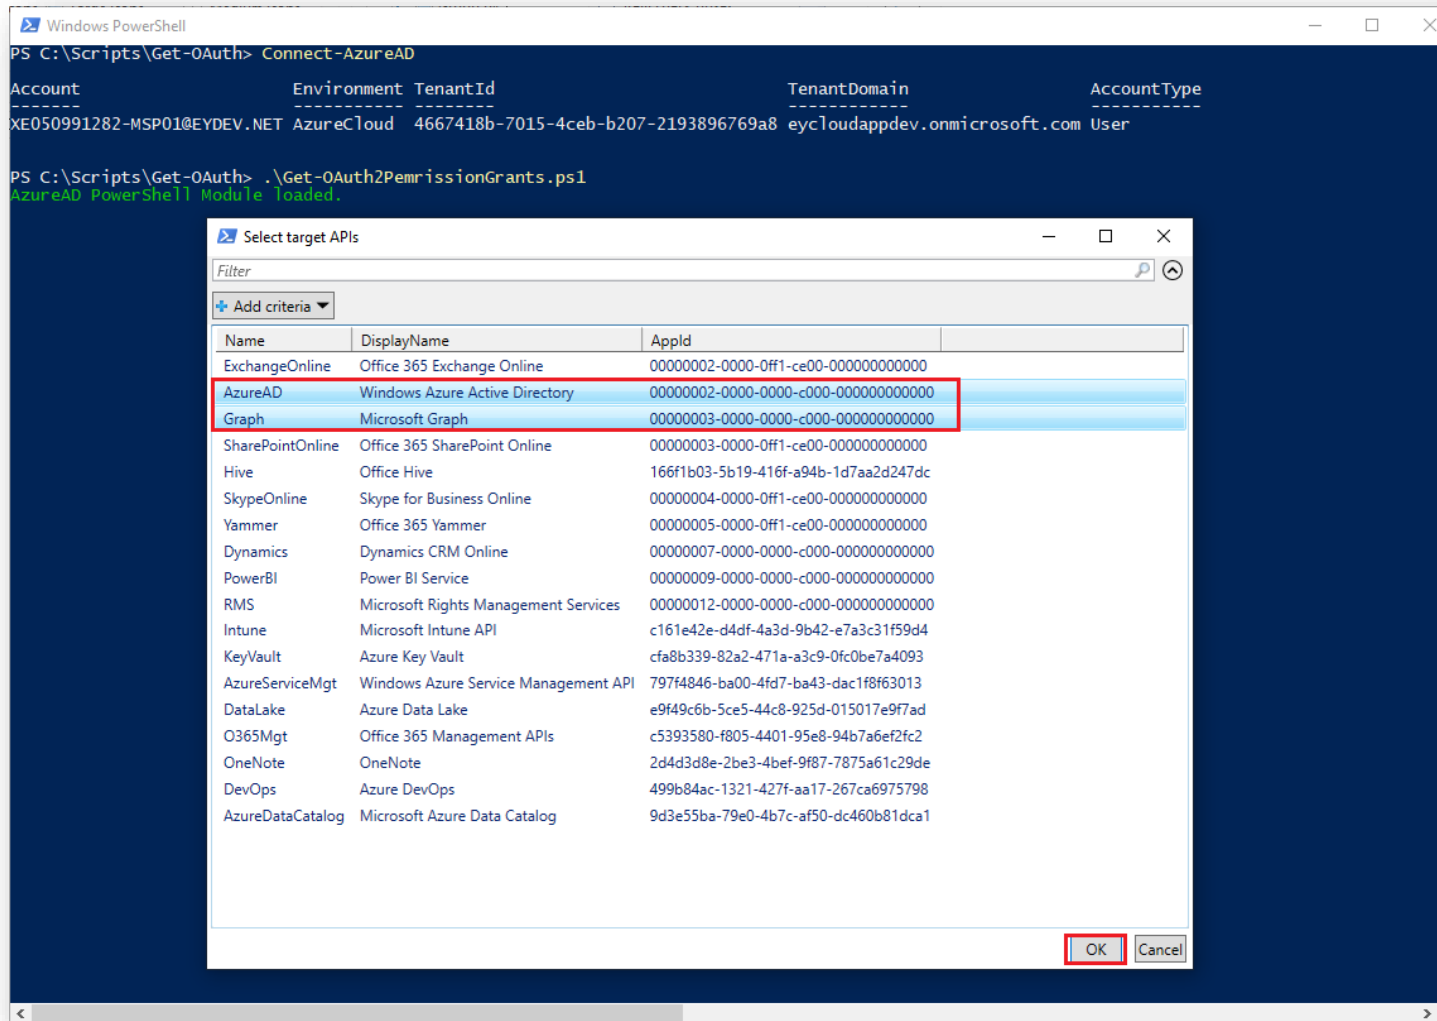 Windows PowerShell
PS C:\Scripts\Get-OAuth> Connect-AzureAD
Account Environment TenantId TenantDomain AccountType
------- ----------- -------- ------------ -----------
XE050991282-MSP01@EYDEV.NET AzureCloud 4667418b-7015-4ceb-b207-2193896769a8 eycloudappdev.onmicrosoft.com User
PS C:\Scripts\Get-OAuth> .\Get-OAuth2PemrissionGrants.ps1
AzureAD PowerShell Module loaded.
Select target APIs
Filter
Add criteria
Name DisplayName AppId
ExchangeOnline Office 365 Exchange Online 00000002-0000-0ff1-ce00-000000000000
AzureAD Windows Azure Active Directory 00000002-0000-0000-c000-000000000000
Graph Microsoft Graph 00000003-0000-0000-c000-000000000000
SharePointOnline Office 365 SharePoint Online 00000003-0000-0ff1-ce00-000000000000
Hive Office Hive 166f1b03-5b19-416f-a94b-1d7aa2d247dc
SkypeOnline Skype for Business Online 00000004-0000-0ff1-ce00-000000000000
Yammer Office 365 Yammer 00000005-0000-0ff1-ce00-000000000000
Dynamics Dynamics CRM Online 00000007-0000-0000-c000-000000000000
PowerBI Power BI Service 00000009-0000-0000-c000-000000000000
RMS Microsoft Rights Management Services 00000012-0000-0000-c000-000000000000
Intune Microsoft Intune API c161e42e-d4df-4a3d-9b42-e7a3c31f59d4
KeyVault Azure Key Vault cfa8b339-82a2-471a-a3c9-0fc0be7a4093
AzureServiceMgt Windows Azure Service Management API 797f4846-ba00-4fd7-ba43-dac1f8f63013
DataLake Azure Data Lake e9f49c6b-5ce5-44c8-925d-015017e9f7ad
O365Mgt Office 365 Management APIs c5393580-f805-4401-95e8-94b7a6ef2fc2
OneNote OneNote 2d4d3d8e-2be3-4bef-9f87-7875a61c29de
DevOps Azure DevOps 499b84ac-1321-427f-aa17-267ca6975798
AzureDataCatalog Microsoft Azure Data Catalog 9d3e55ba-79e0-4b7c-af50-dc460b81dca1
OK Cancel